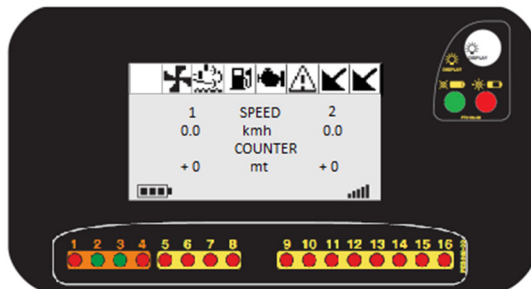 DISPLAY
DISPLAY
1 SPEED 2
0.0 kmh 0.0
COUNTER
+ 0 mt + 0
1 2 3 4 5 6 7 8 9 10 11 12 13 14 15 16